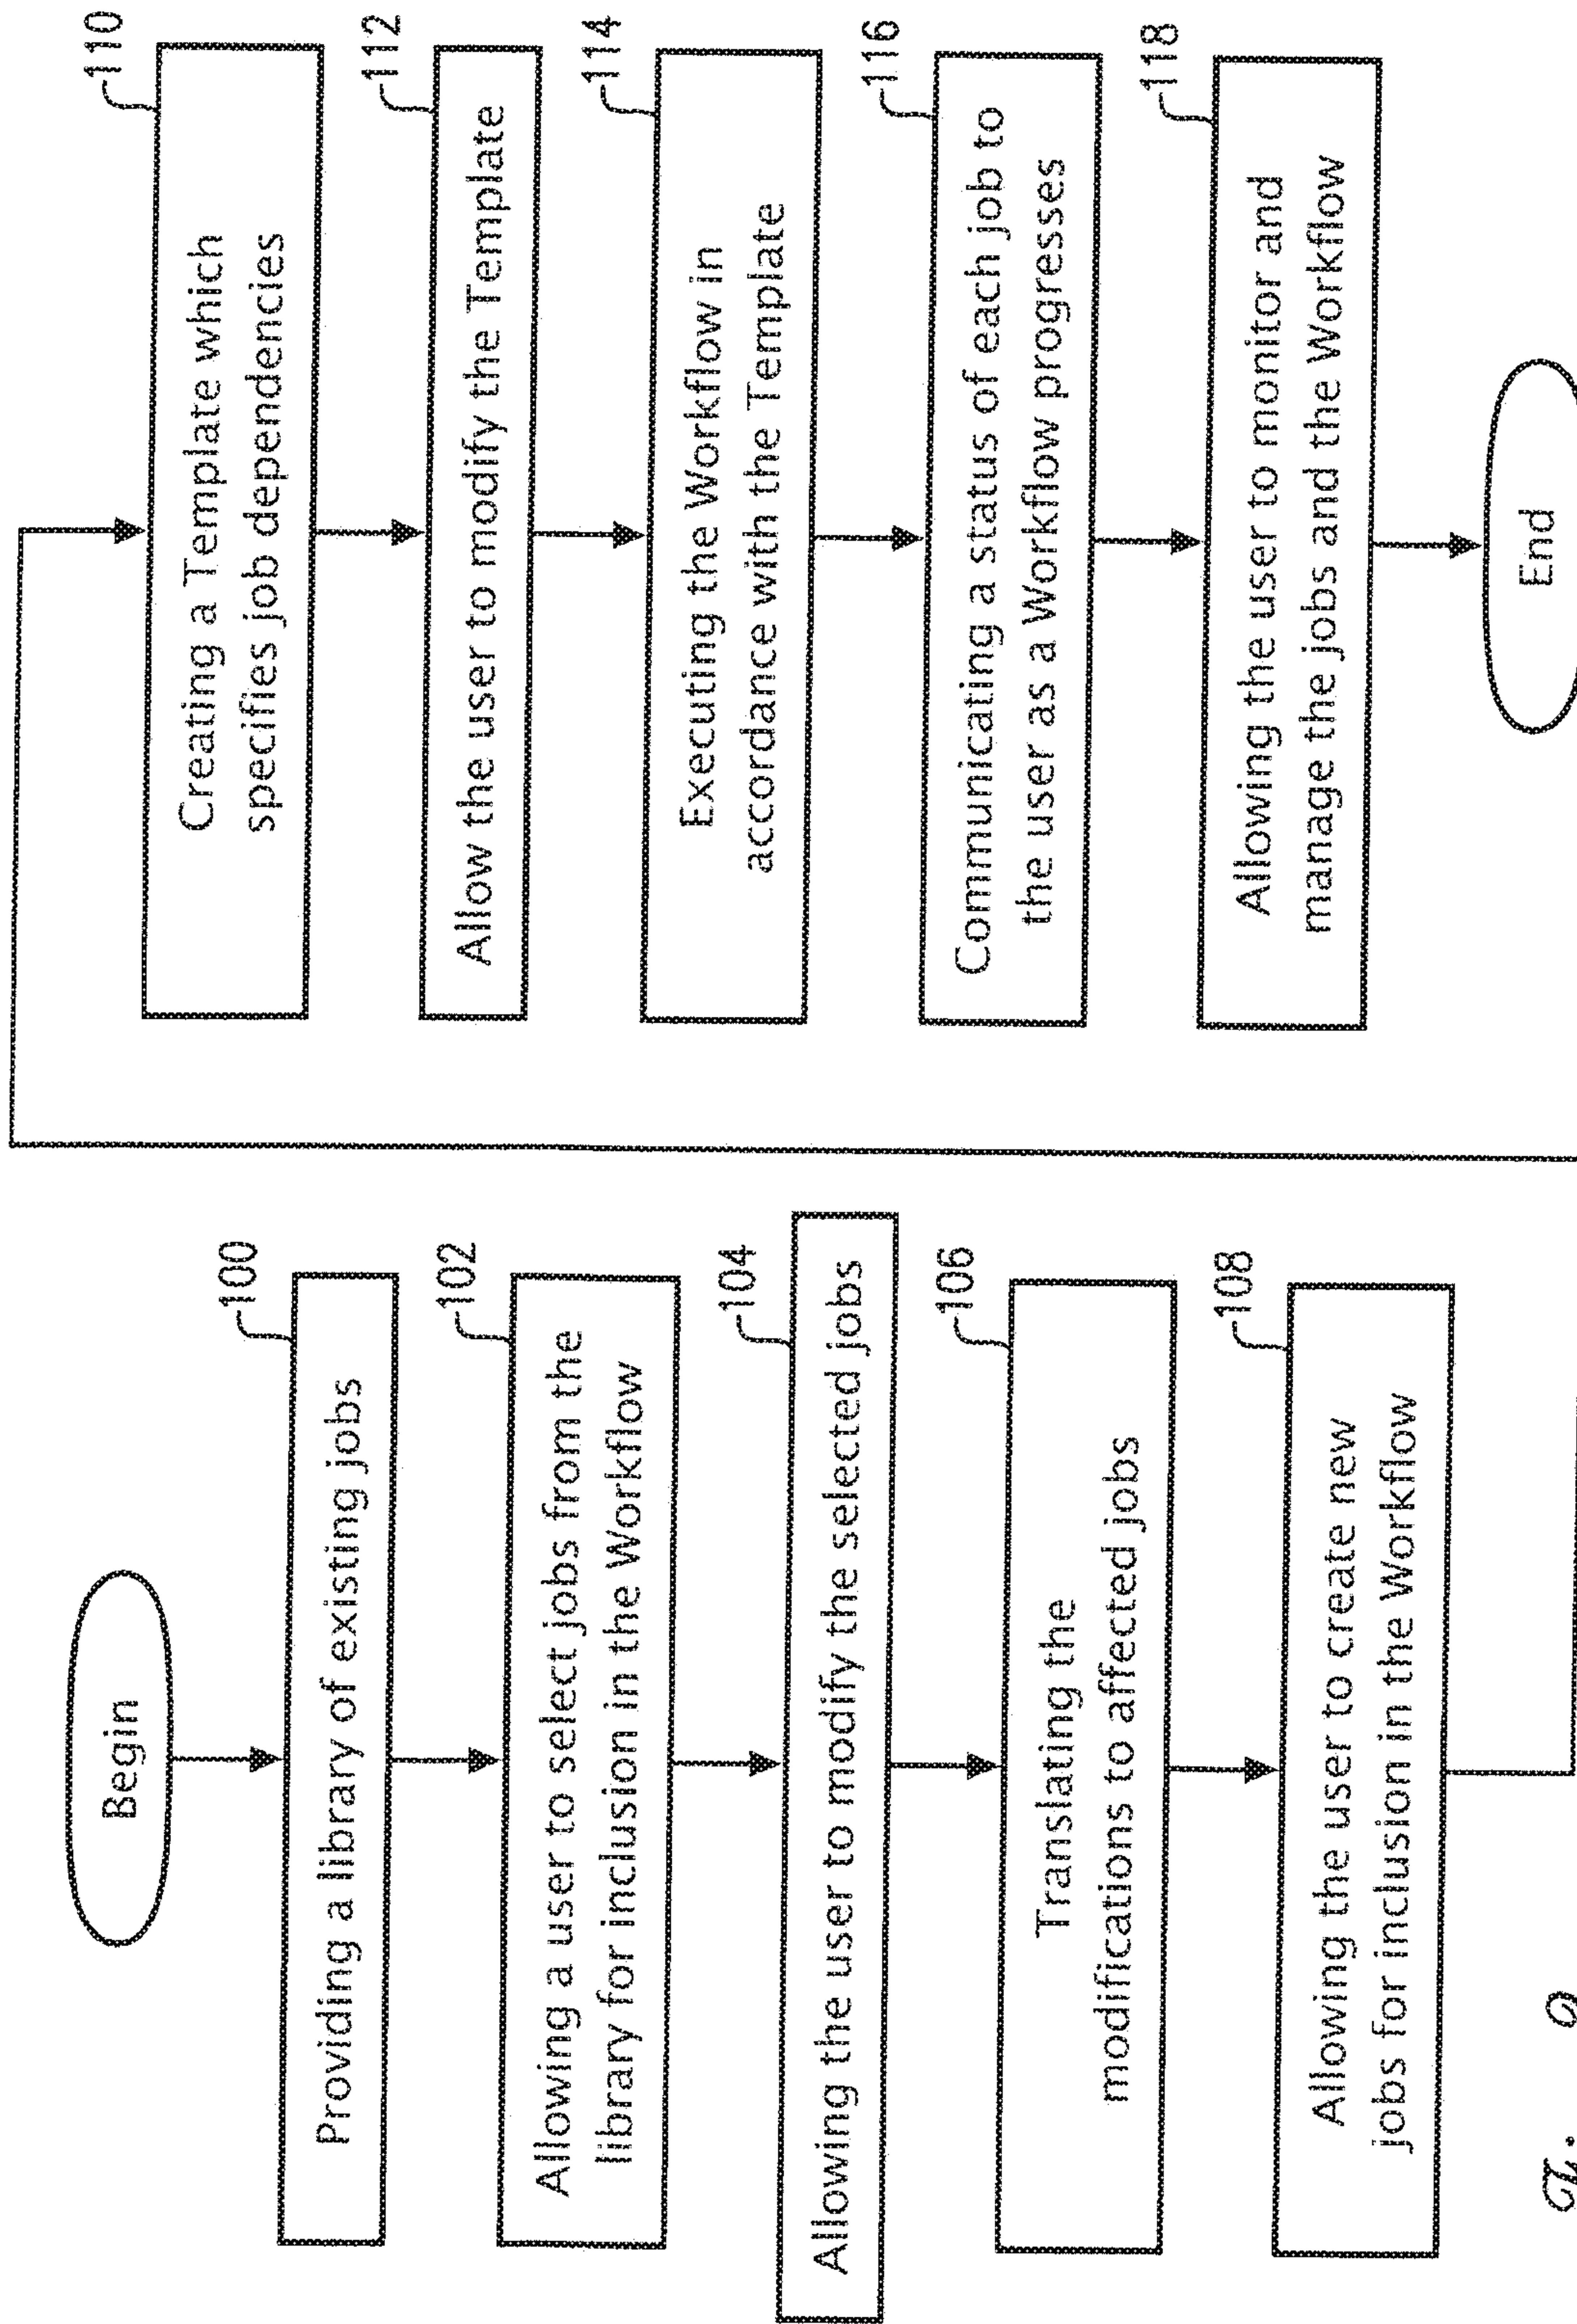 Begin
100
Providing a library of existing jobs
102
Allowing a user to select jobs from the
library for inclusion in the Workflow
104
Allowing the user to modify the selected jobs
106
Translating the
modifications to affected jobs
108
Allowing the user to create new
jobs for inclusion in the Workflow
110
Creating a Template which
specifies job dependencies
112
Allow the user to modify the Template
114
Executing the Workflow in
accordance with the Template
116
Communicating a status of each job to
the user as a Workflow progresses
118
Allowing the user to monitor and
manage the jobs and the Workflow
End